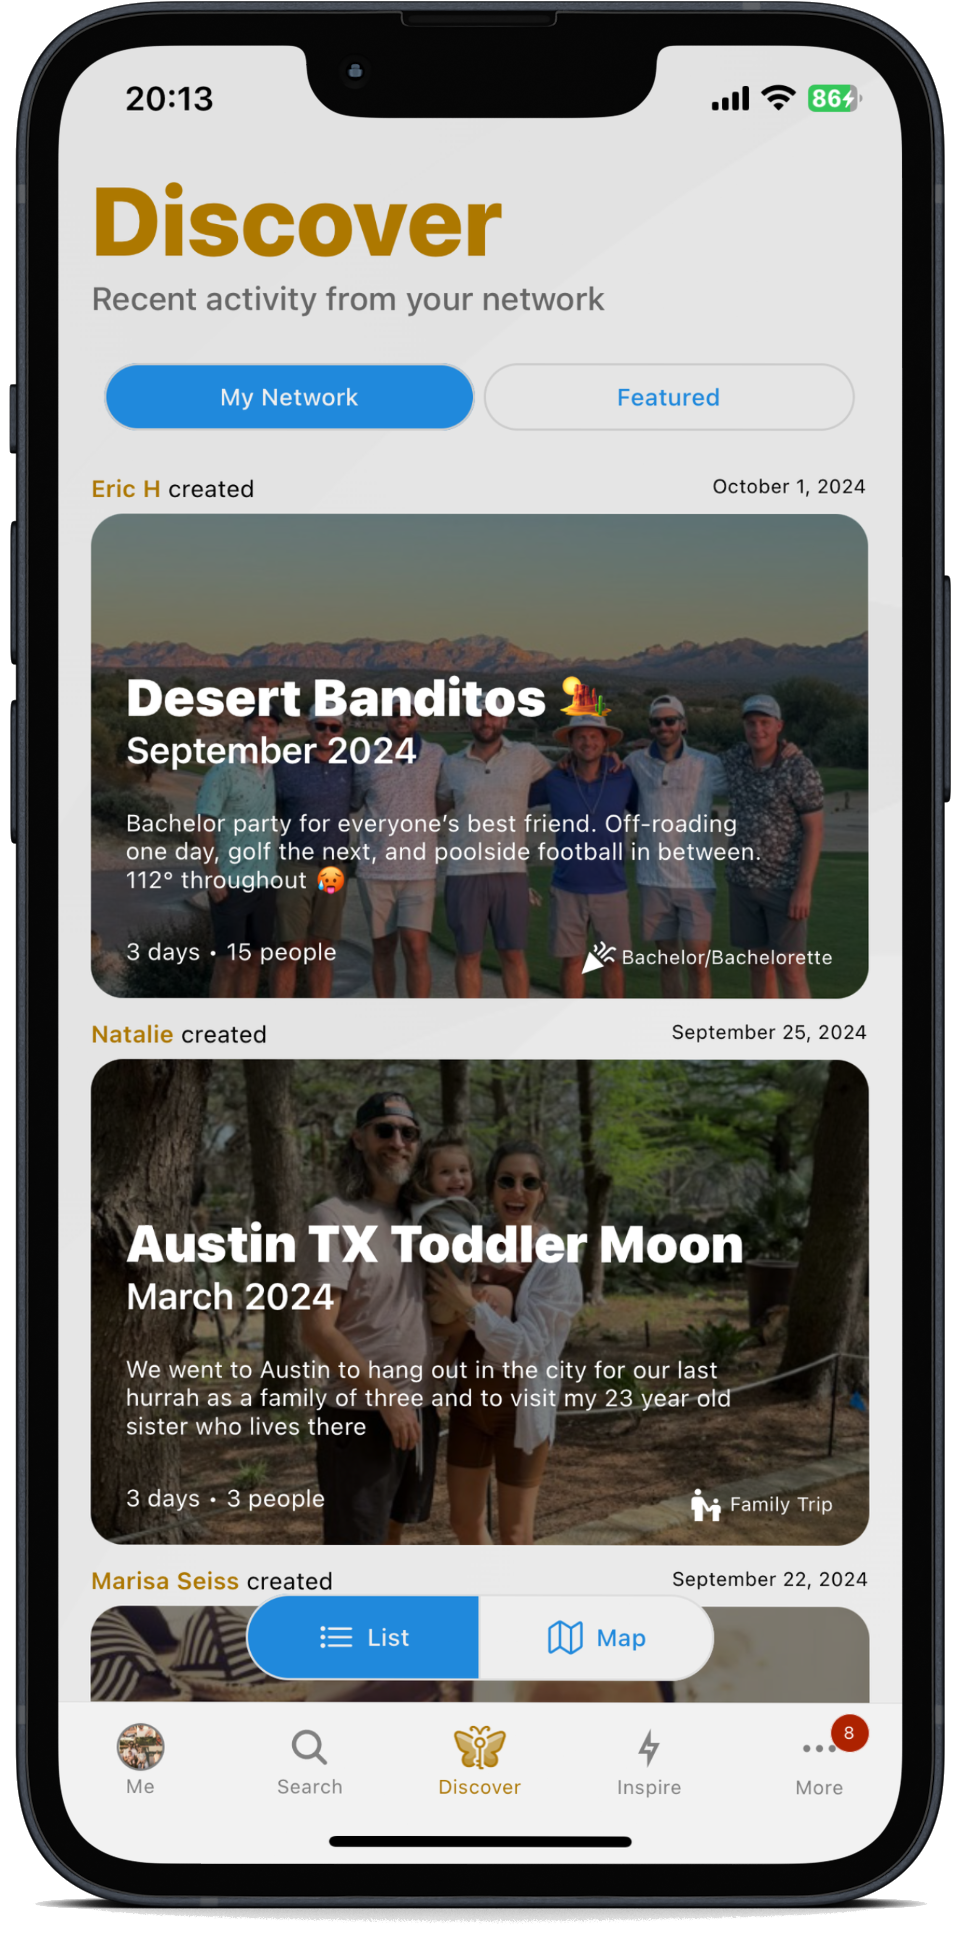 20:13
86
Discover
Recent activity from your network
My Network
Featured
Eric H created
October 1, 2024
Desert Banditos 🏜️
September 2024
Bachelor party for everyone’s best friend. Off-roading
one day, golf the next, and poolside football in between.
112° throughout 🥵
3 days • 15 people
Bachelor/Bachelorette
Natalie created
September 25, 2024
Austin TX Toddler Moon
March 2024
We went to Austin to hang out in the city for our last
hurrah as a family of three and to visit my 23 year old
sister who lives there
3 days • 3 people
Family Trip
Marisa Seiss created
September 22, 2024
List
Map
8
Me
Search
Discover
Inspire
More